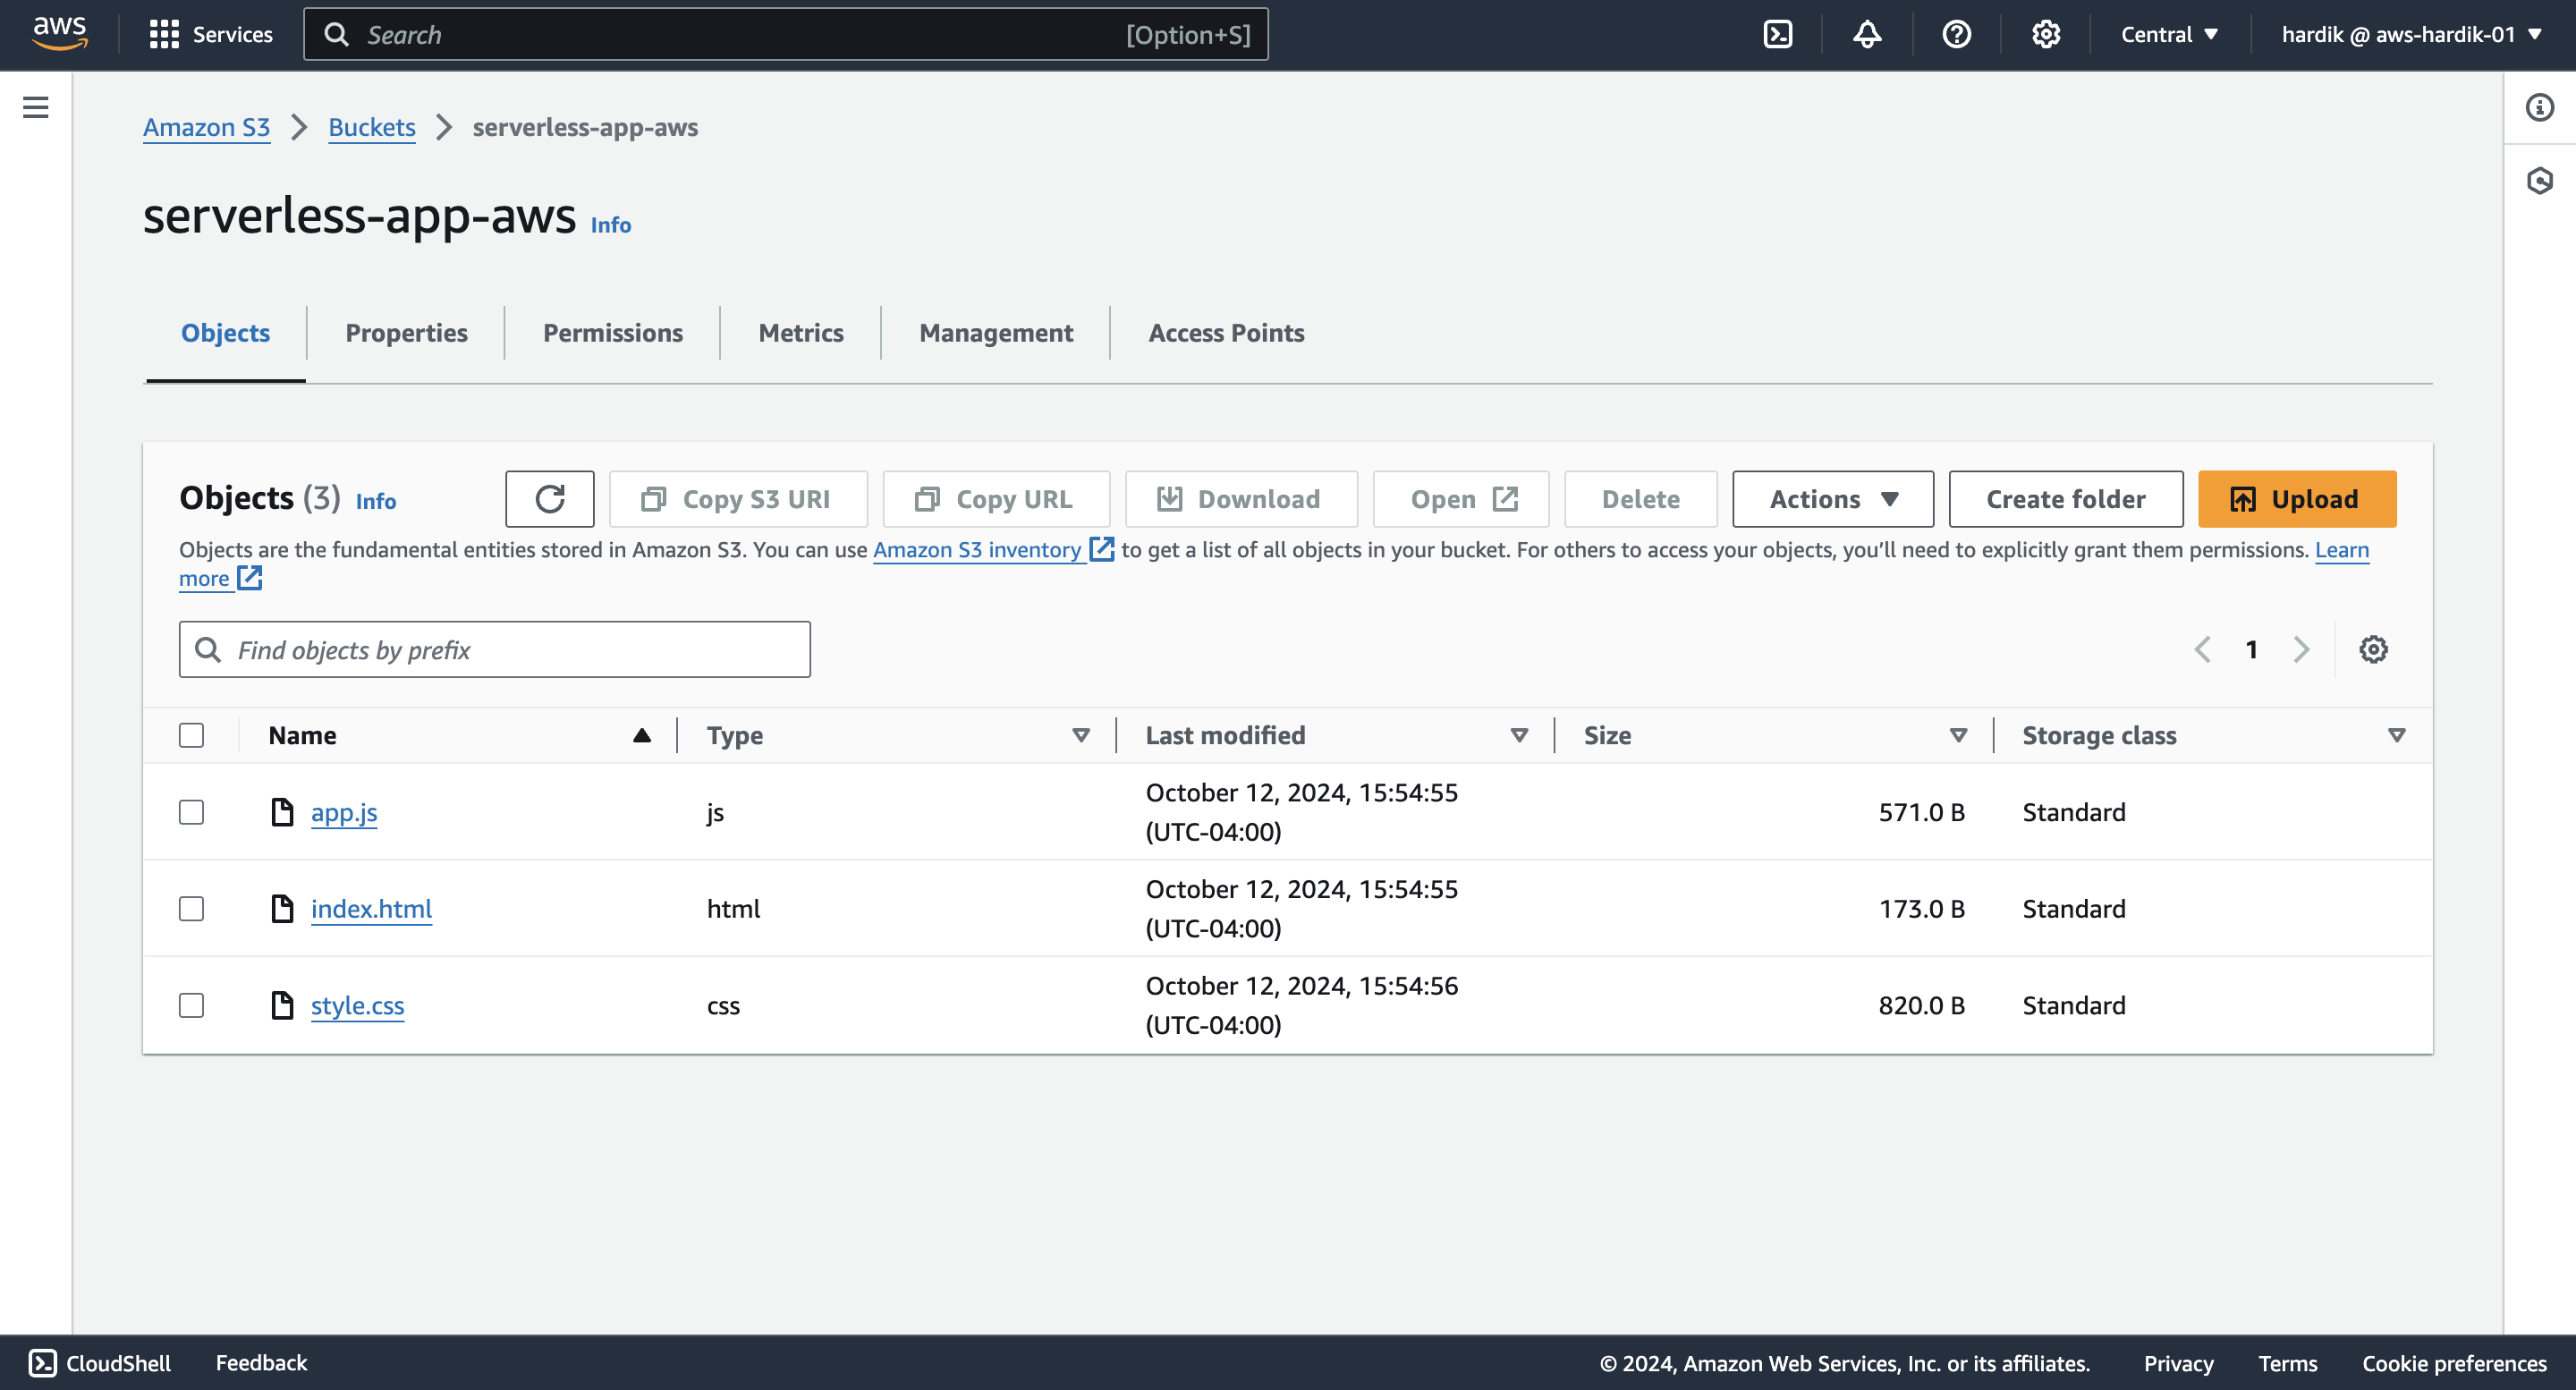 aws Services Search [Option+S] Central hardik @ aws-hardik-01
Amazon S3 Buckets serverless-app-aws
serverless-app-aws Info
Objects Properties Permissions Metrics Management Access Points
Objects (3) Info Copy S3 URI Copy URL Download Open Delete Actions Create folder Upload
Objects are the fundamental entities stored in Amazon S3. You can use Amazon S3 inventory to get a list of all objects in your bucket. For others to access your objects, you’ll need to explicitly grant them permissions. Learn
more
Find objects by prefix 1
Name Type Last modified Size Storage class
app.js js October 12, 2024, 15:54:55 (UTC-04:00) 571.0 B Standard
index.html html October 12, 2024, 15:54:55 (UTC-04:00) 173.0 B Standard
style.css css October 12, 2024, 15:54:56 (UTC-04:00) 820.0 B Standard
CloudShell Feedback © 2024, Amazon Web Services, Inc. or its affiliates. Privacy Terms Cookie preferences